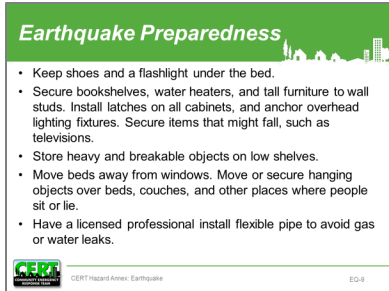 Earthquake Preparedness
• Keep shoes and a flashlight under the bed.
• Secure bookshelves, water heaters, and tall furniture to wall
studs. Install latches on all cabinets, and anchor overhead
lighting fixtures. Secure items that might fall, such as
televisions.
• Store heavy and breakable objects on low shelves.
• Move beds away from windows. Move or secure hanging
objects over beds, couches, and other places where people
sit or lie.
• Have a licensed professional install flexible pipe to avoid gas
or water leaks.
CERT
COMMUNITY EMERGENCY
RESPONSE TEAM
CERT Hazard Annex: Earthquake
EQ-9